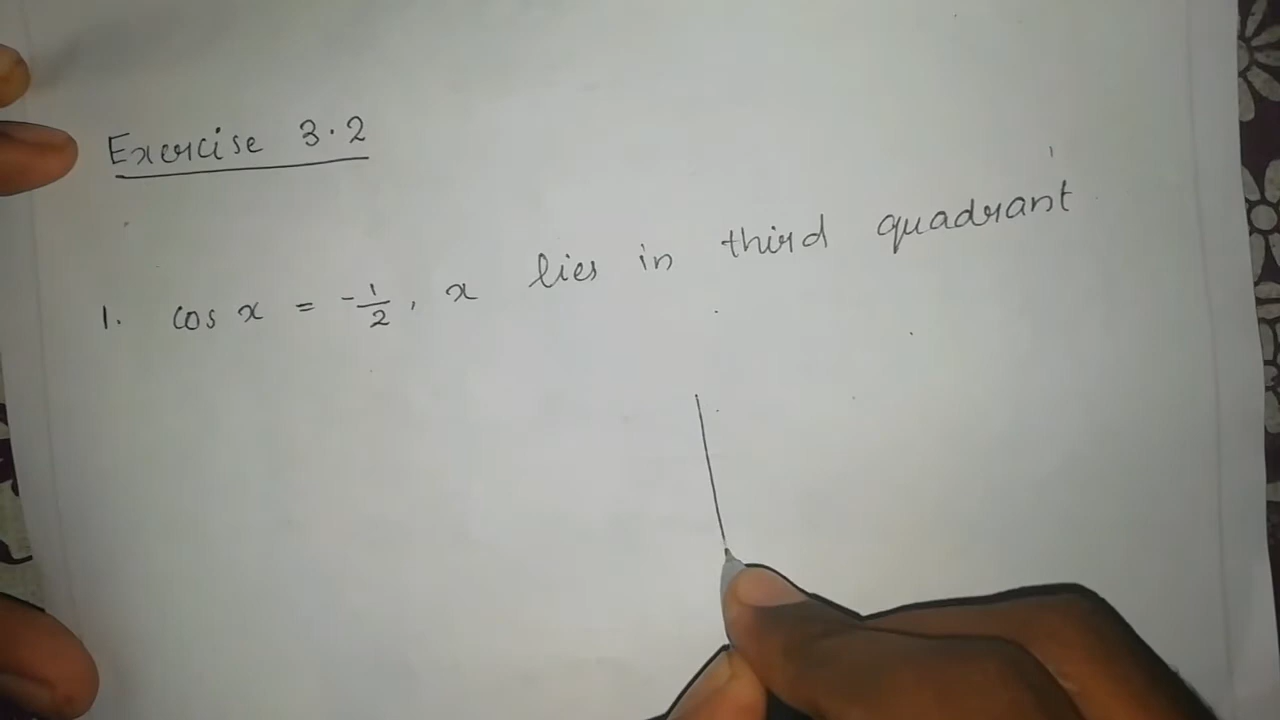 Exercise 3.2
1. cos x = -1/2, x lies in third quadrant